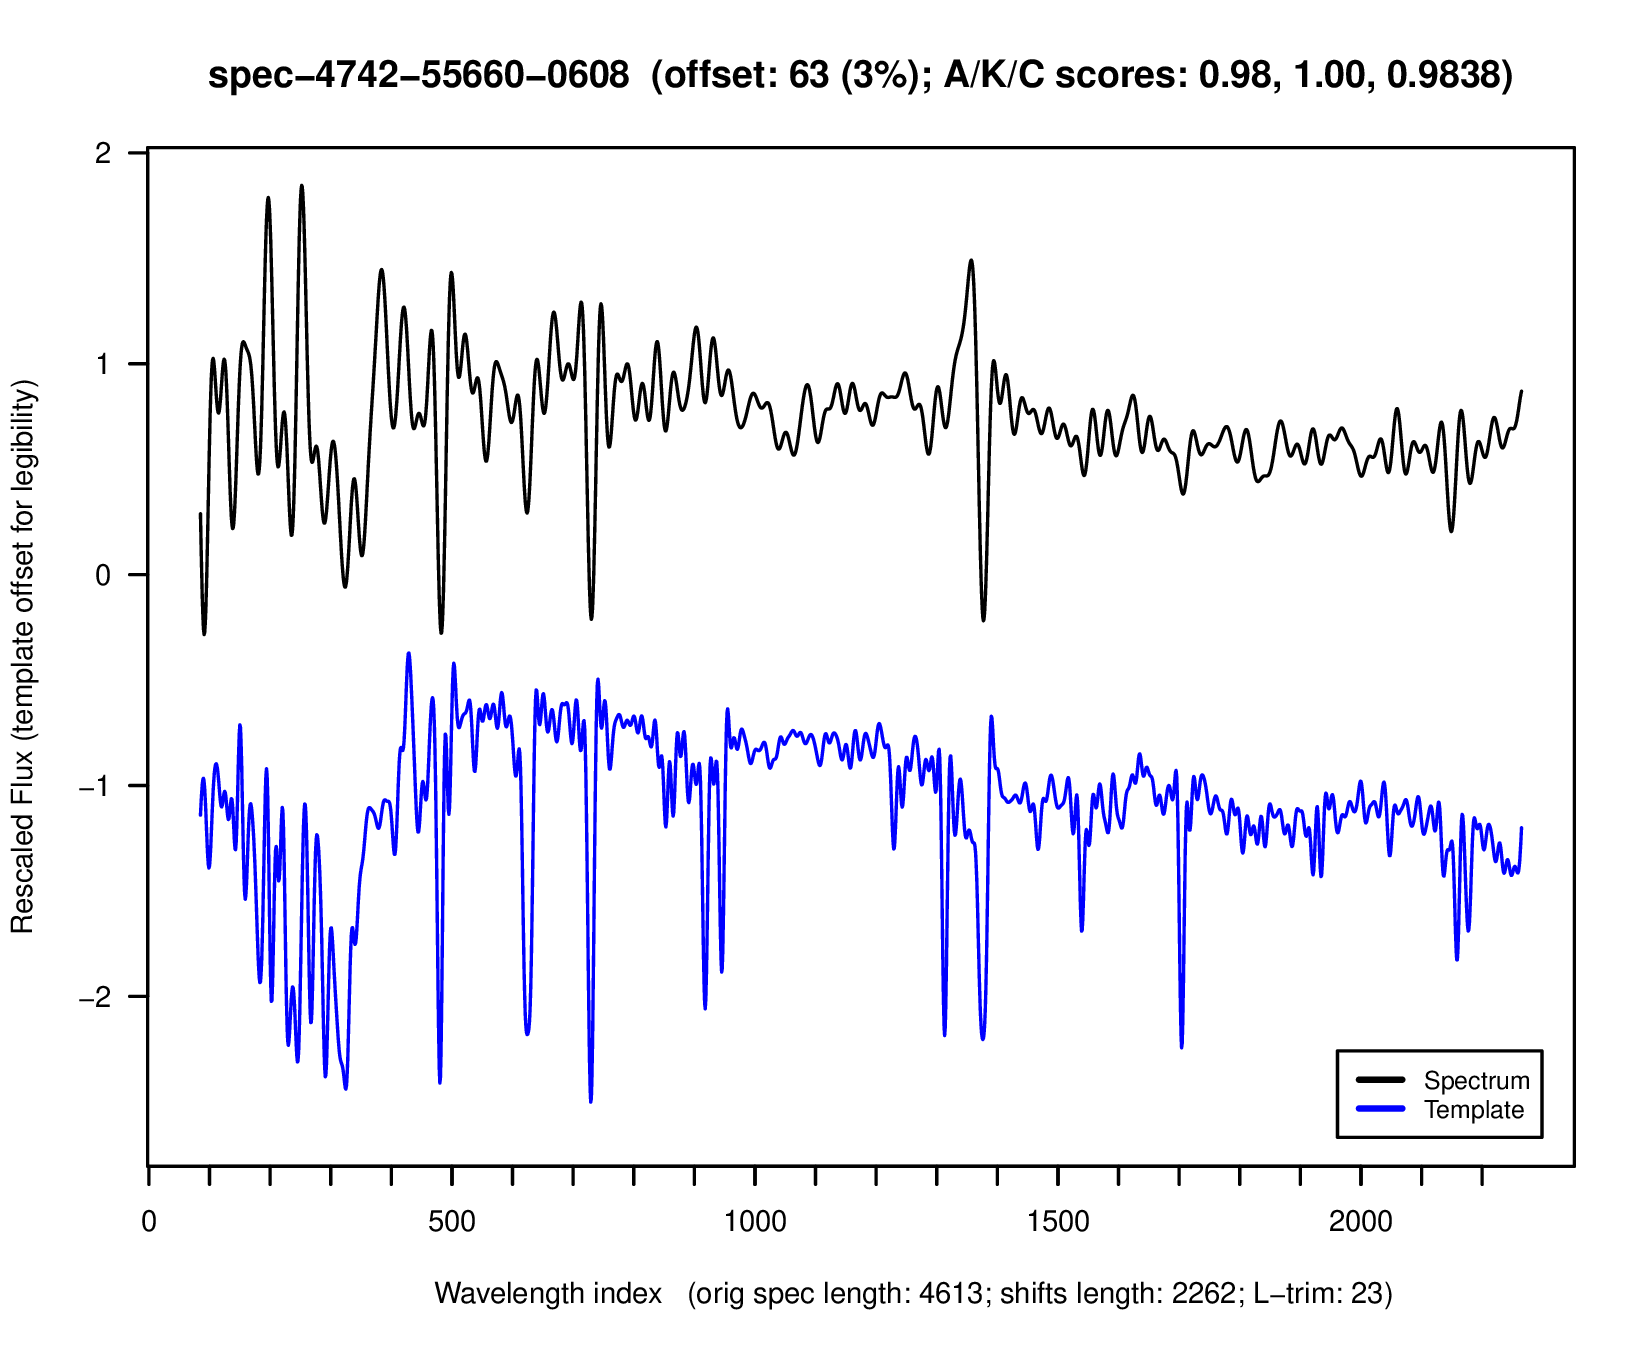 spec−4742−55660−0608 (offset: 63 (3%); A/K/C scores: 0.98, 1.00, 0.9838)
Rescaled Flux (template offset for legibility)
2
1
0
−1
−2
Spectrum
Template
0 500 1000 1500 2000
Wavelength index (orig spec length: 4613; shifts length: 2262; L−trim: 23)